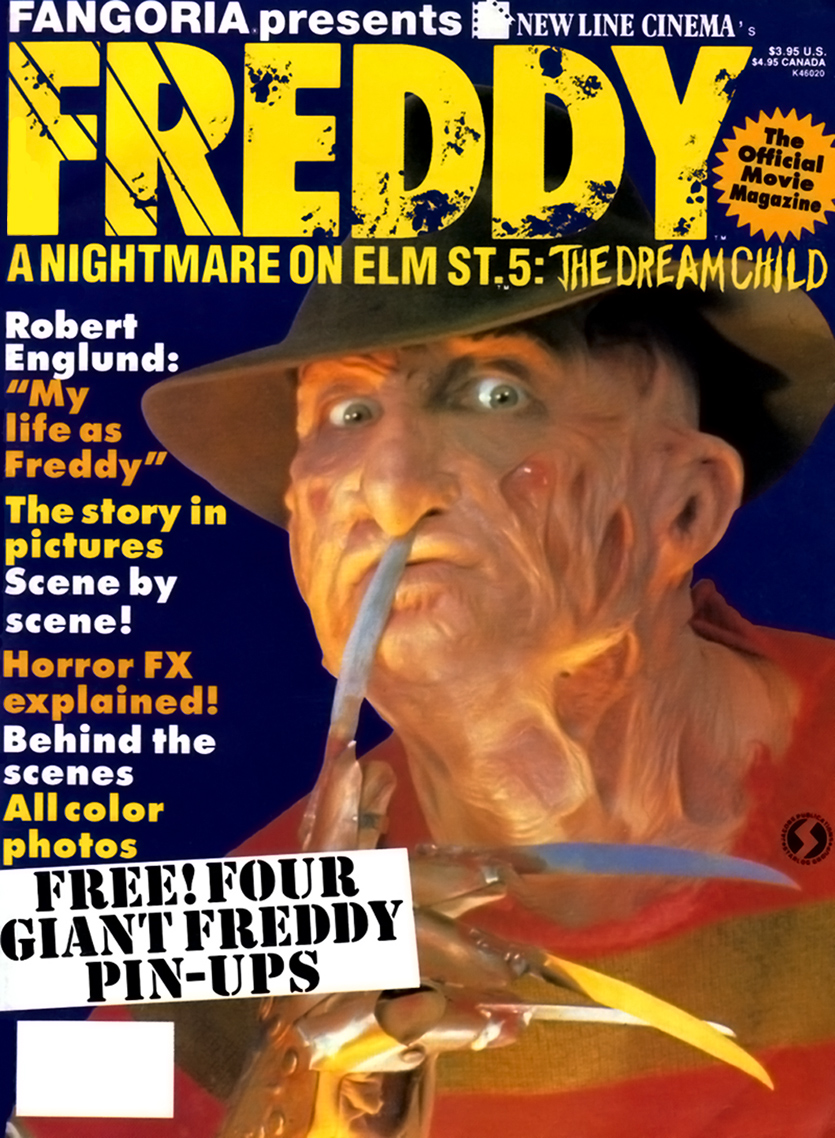 FANGORIA presents NEW LINE CINEMA's
FREDDY
$3.95 U.S.
$4.95 CANADA
K46020
The
Official
Movie
Magazine
TM
A NIGHTMARE ON ELM ST. 5: THE DREAM CHILD
TM
Robert
Englund:
“My
life as
Freddy”
The story in
pictures
Scene by
scene!
Horror FX
explained!
Behind the
scenes
All color
photos
FREE! FOUR
GIANT FREDDY
PIN-UPS